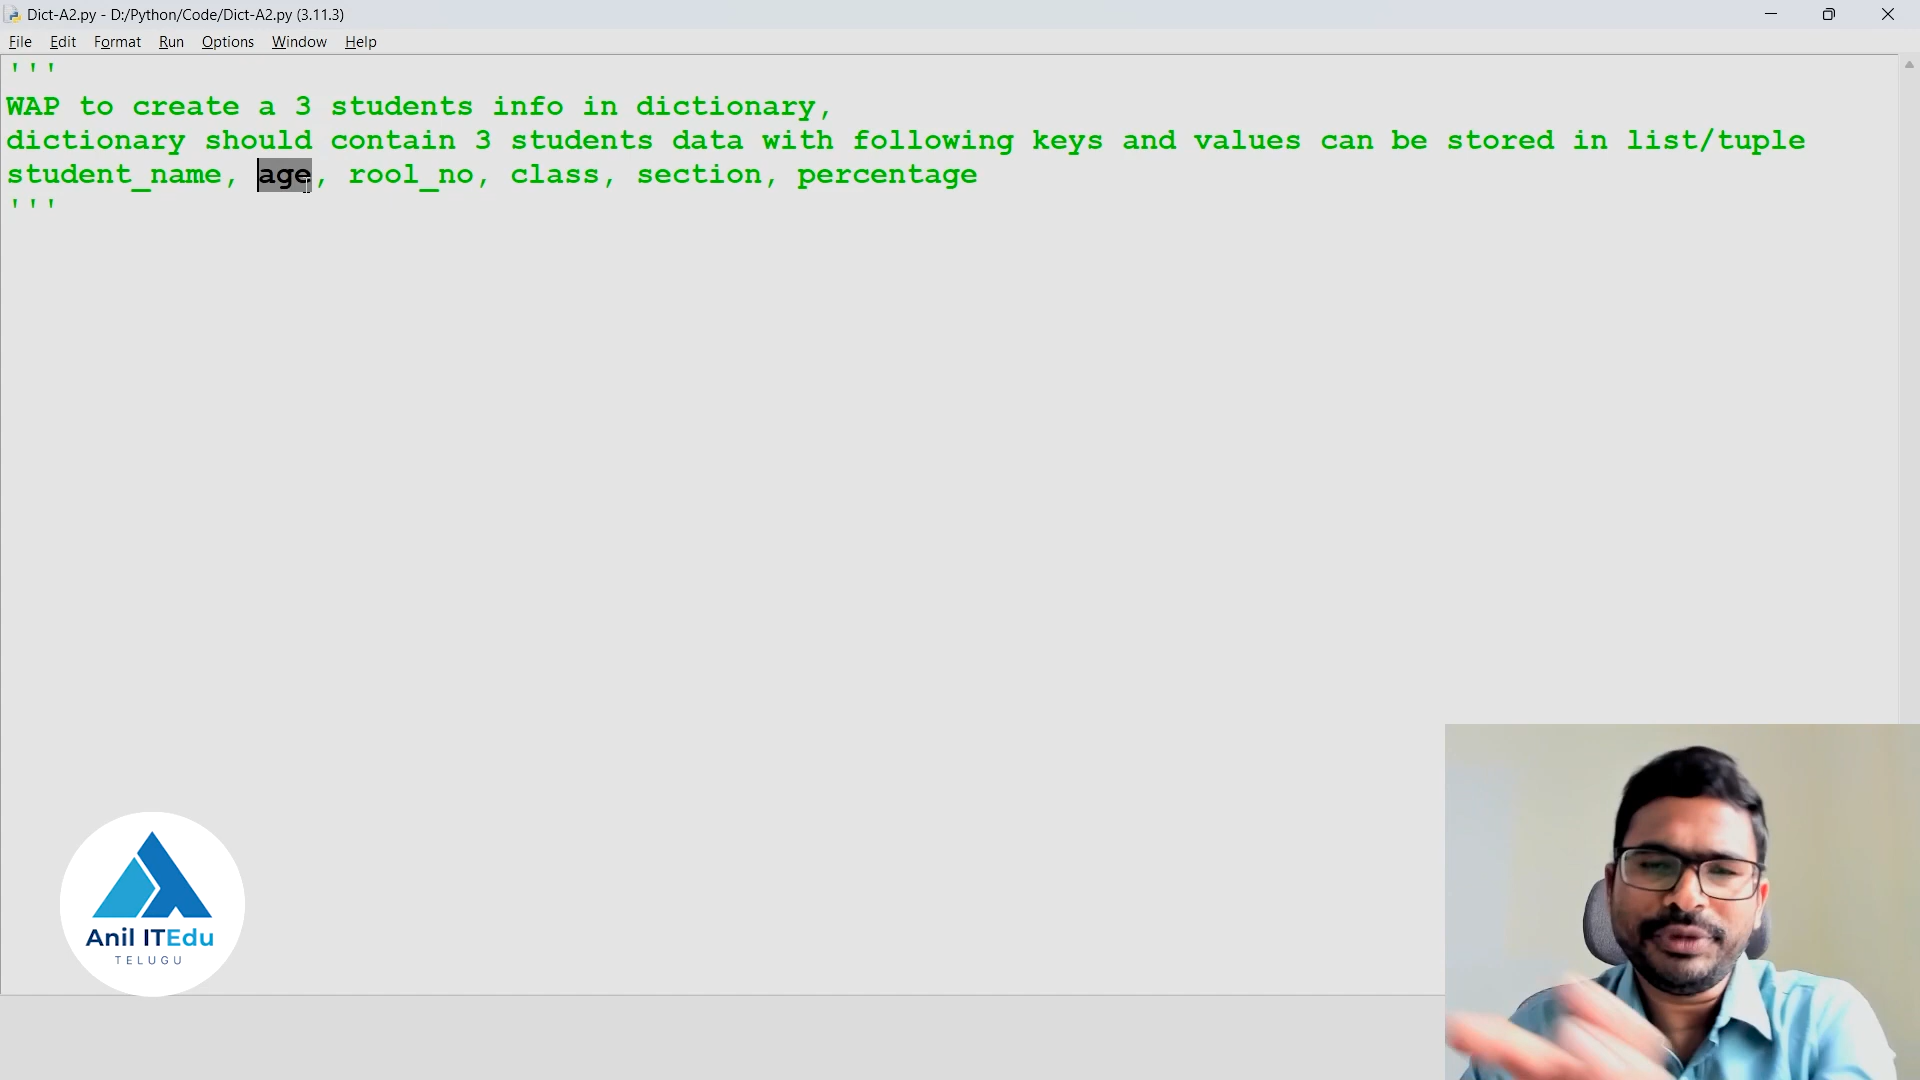 Dict-A2.py - D:/Python/Code/Dict-A2.py (3.11.3)
File Edit Format Run Options Window Help
'''
WAP to create a 3 students info in dictionary,
dictionary should contain 3 students data with following keys and values can be stored in list/tuple
student_name, age, rool_no, class, section, percentage
'''
Anil ITEdu
TELUGU